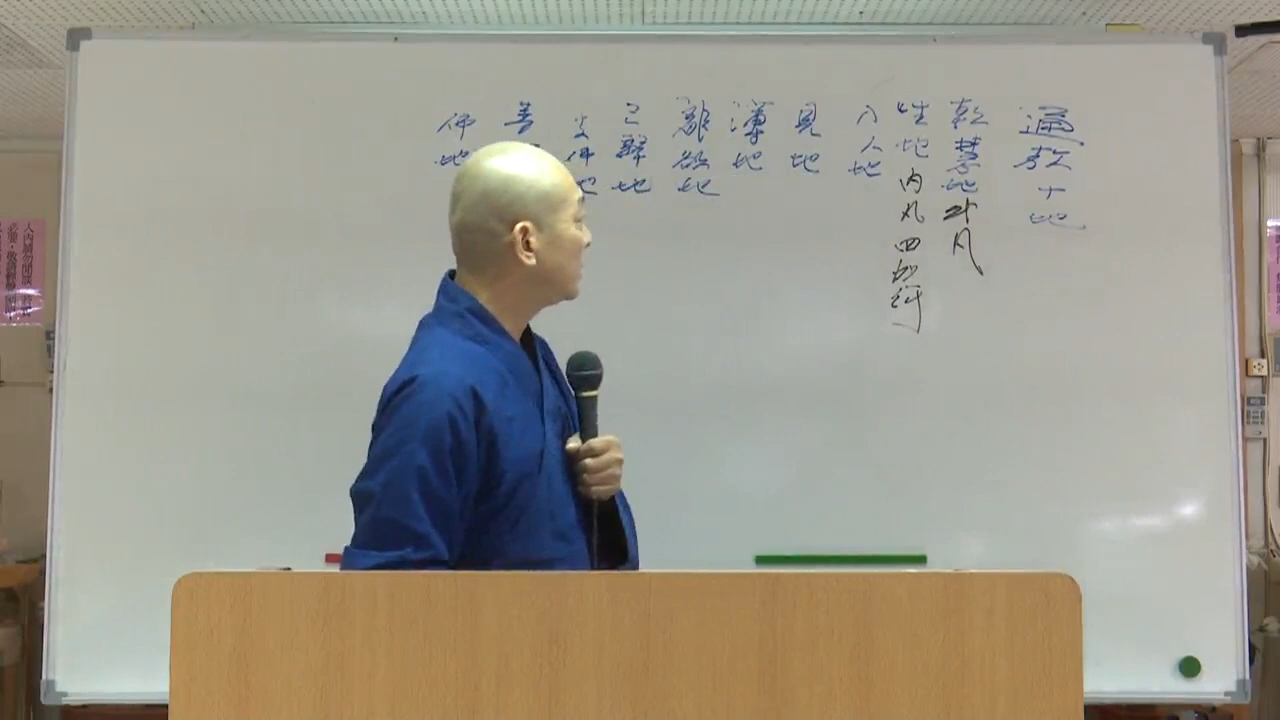 通教十地
乾慧地外凡
性地內凡四加行
八人地
見地
薄地
離欲地
已辦地
支佛地
菩
佛地